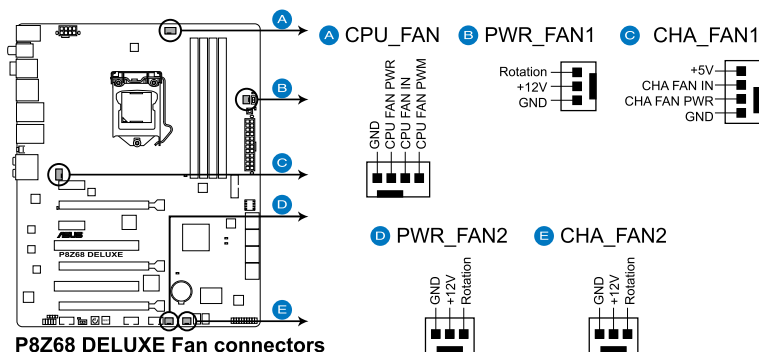 A
B
C
D
E
ASUS
P8Z68 DELUXE
P8Z68 DELUXE Fan connectors
A CPU_FAN
GND
CPU FAN PWR
CPU FAN IN
CPU FAN PWM
B PWR_FAN1
Rotation
+12V
GND
C CHA_FAN1
+5V
CHA FAN IN
CHA FAN PWR
GND
D PWR_FAN2
GND
+12V
Rotation
E CHA_FAN2
GND
+12V
Rotation